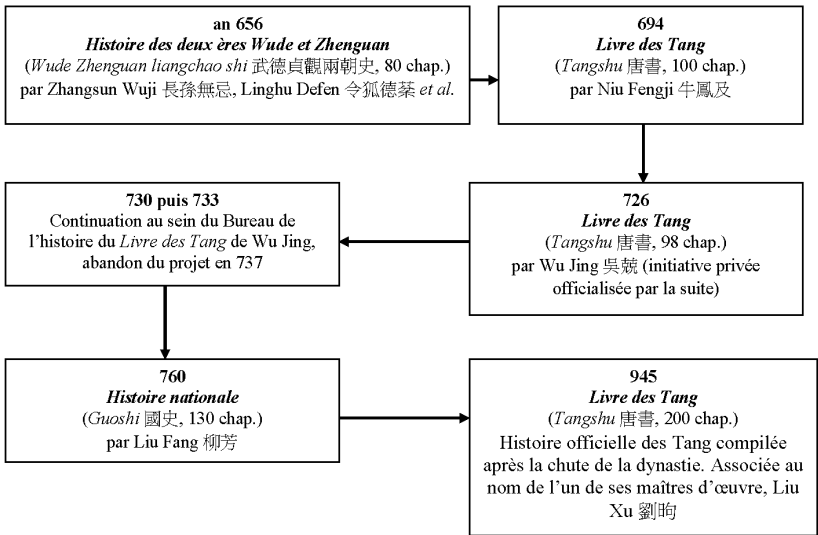 an 656
Histoire des deux ères Wude et Zhenguan
(Wude Zhenguan liangchao shi 武德貞觀兩朝史, 80 chap.)
par Zhangsun Wuji 長孫無忌, Linghu Defen 令狐德棻 et al.
694
Livre des Tang
(Tangshu 唐書, 100 chap.)
par Niu Fengji 牛鳳及
726
Livre des Tang
(Tangshu 唐書, 98 chap.)
par Wu Jing 吳兢 (initiative privée
officialisée par la suite)
730 puis 733
Continuation au sein du Bureau de
l’histoire du Livre des Tang de Wu Jing,
abandon du projet en 737
760
Histoire nationale
(Guoshi 國史, 130 chap.)
par Liu Fang 柳芳
945
Livre des Tang
(Tangshu 唐書, 200 chap.)
Histoire officielle des Tang compilée
après la chute de la dynastie. Associée au
nom de l’un de ses maîtres d’œuvre, Liu
Xu 劉昫